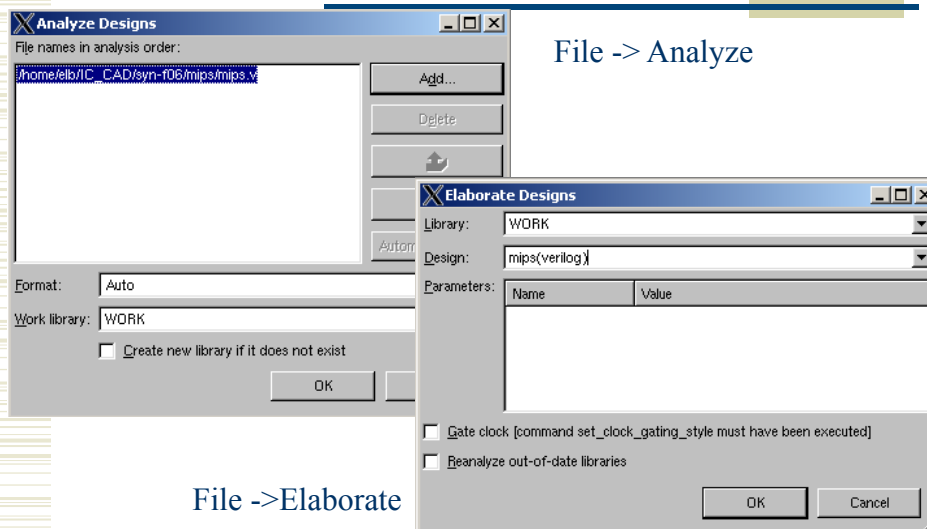 Analyze Designs
File names in analysis order:
/home/elb/IC_CAD/syn-f06/mips/mips.v
Add...
Delete
Format:
Auto
Work library:
WORK
Create new library if it does not exist
OK
File -> Analyze
Elaborate Designs
Library:
WORK
Design:
mips(verilog)
Parameters:
Name
Value
Gate clock [command set_clock_gating_style must have been executed]
Reanalyze out-of-date libraries
OK
Cancel
File ->Elaborate